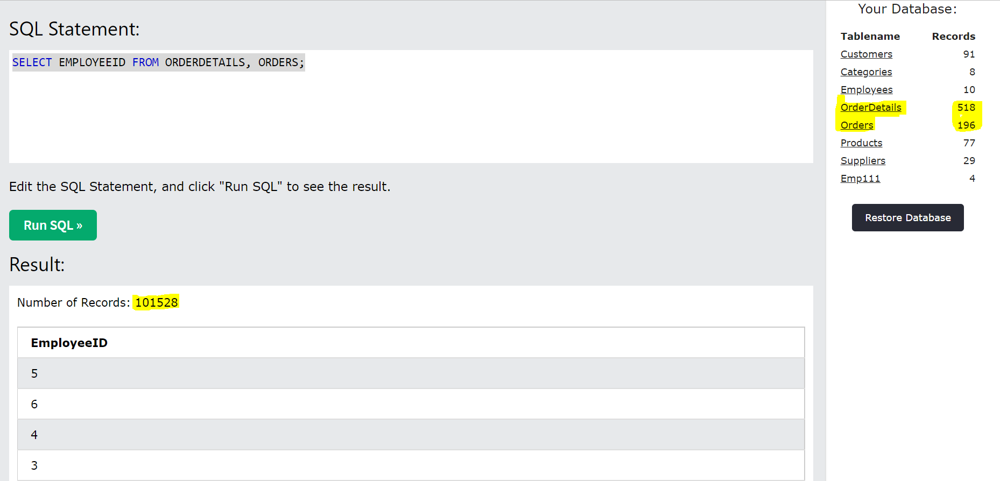 SQL Statement:
SELECT EMPLOYEEID FROM ORDERDETAILS, ORDERS;
Edit the SQL Statement, and click "Run SQL" to see the result.
Run SQL »
Result:
Number of Records: 101528
EmployeeID
5
6
4
3
Your Database:
Tablename Records
Customers 91
Categories 8
Employees 10
OrderDetails 518
Orders 196
Products 77
Suppliers 29
Emp111 4
Restore Database